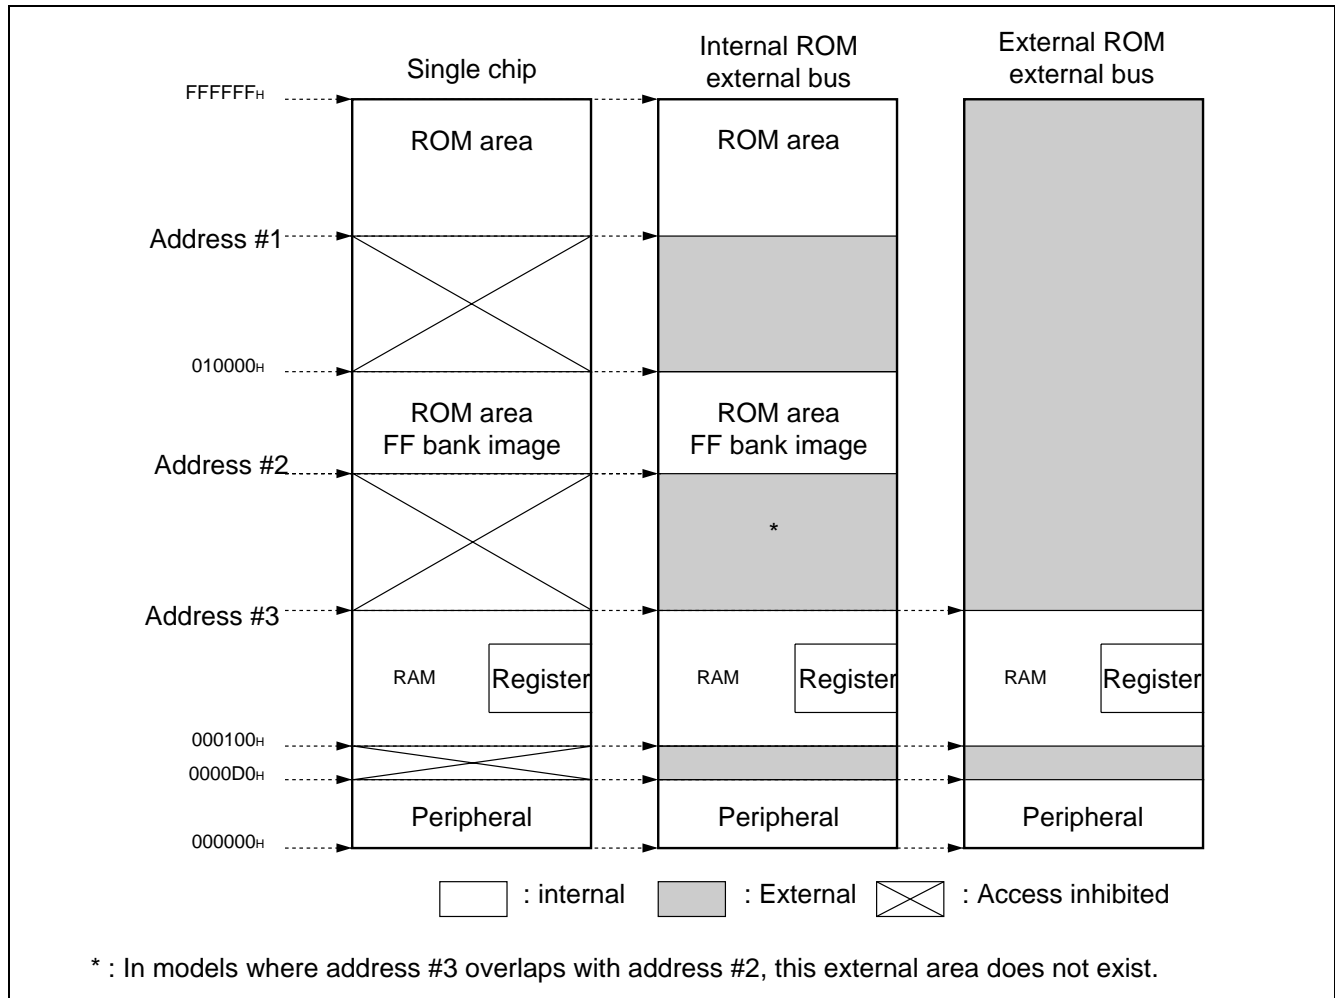 Single chip
Internal ROM
external bus
External ROM
external bus
FFFFFFH
ROM area
ROM area
Address #1
010000H
ROM area
FF bank image
ROM area
FF bank image
Address #2
*
Address #3
RAM
Register
RAM
Register
RAM
Register
000100H
0000D0H
Peripheral
Peripheral
Peripheral
000000H
: internal
: External
: Access inhibited
* : In models where address #3 overlaps with address #2, this external area does not exist.